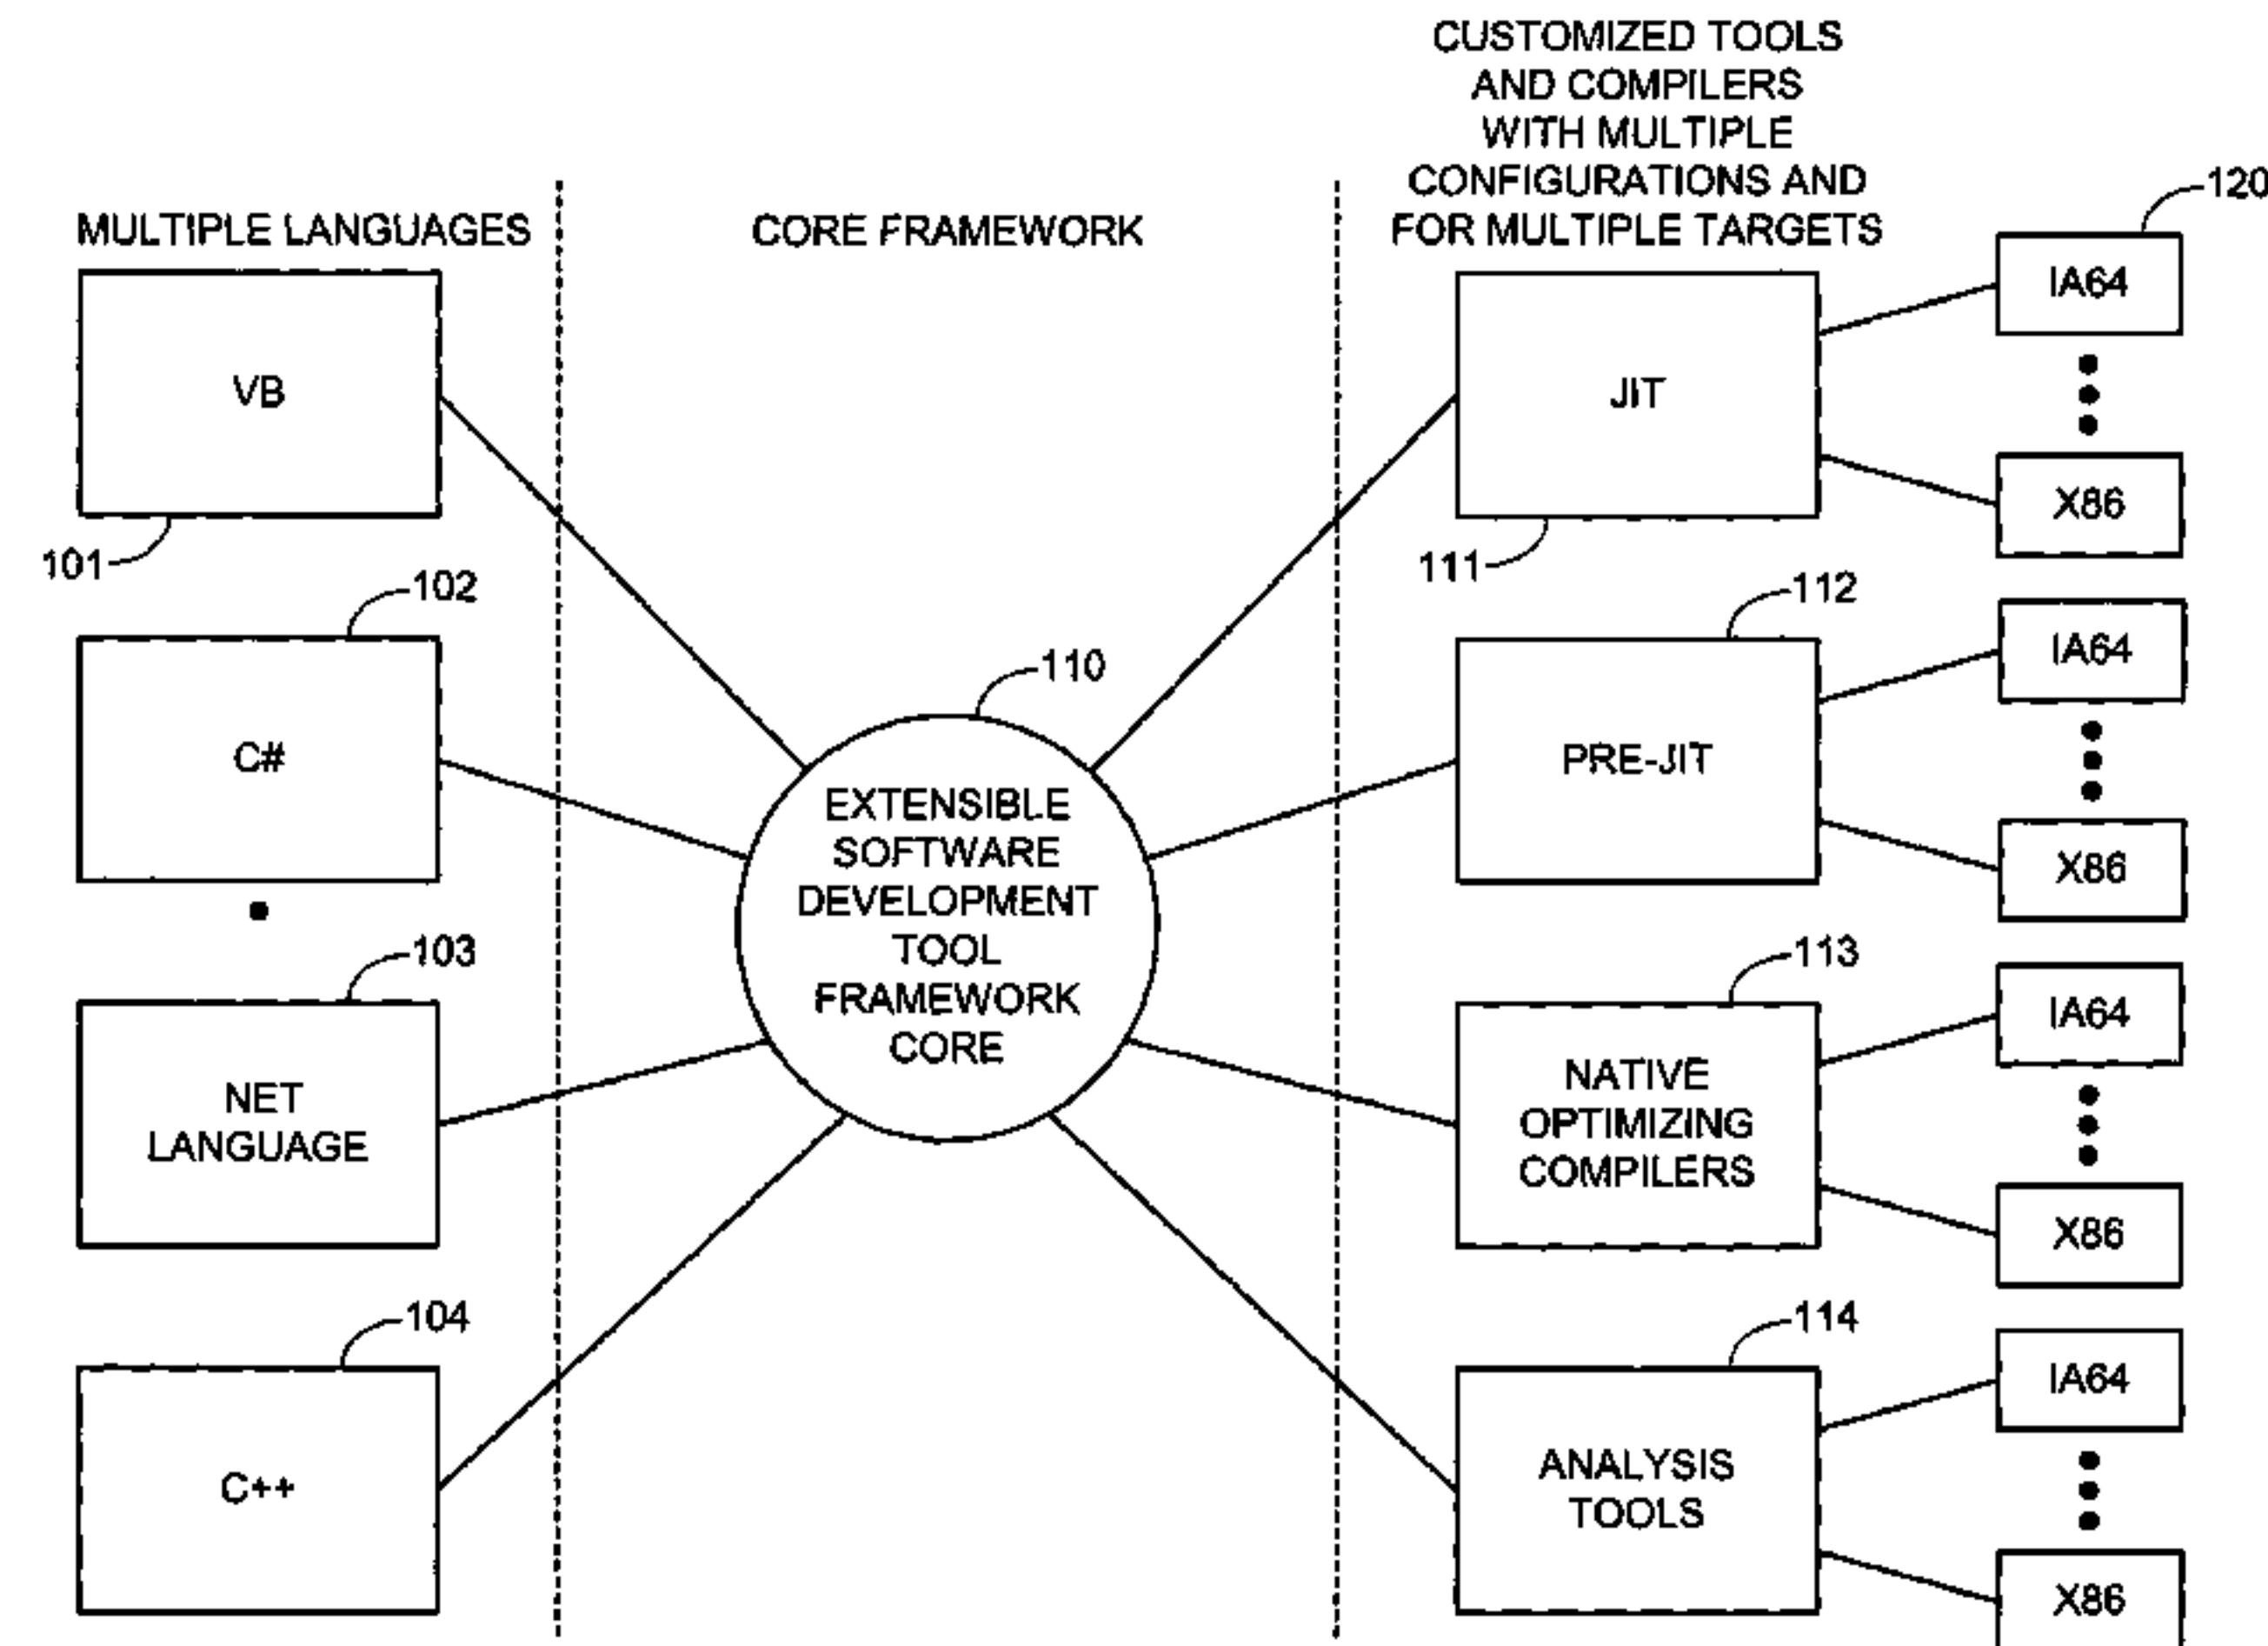 CUSTOMIZED TOOLS
AND COMPILERS
WITH MULTIPLE
CONFIGURATIONS AND
FOR MULTIPLE TARGETS
MULTIPLE LANGUAGES
CORE FRAMEWORK
120
VB
101
102
C#
103
NET
LANGUAGE
104
C++
110
EXTENSIBLE
SOFTWARE
DEVELOPMENT
TOOL
FRAMEWORK
CORE
JIT
111
IA64
X86
112
PRE-JIT
IA64
X86
113
NATIVE
OPTIMIZING
COMPILERS
IA64
X86
114
ANALYSIS
TOOLS
IA64
X86